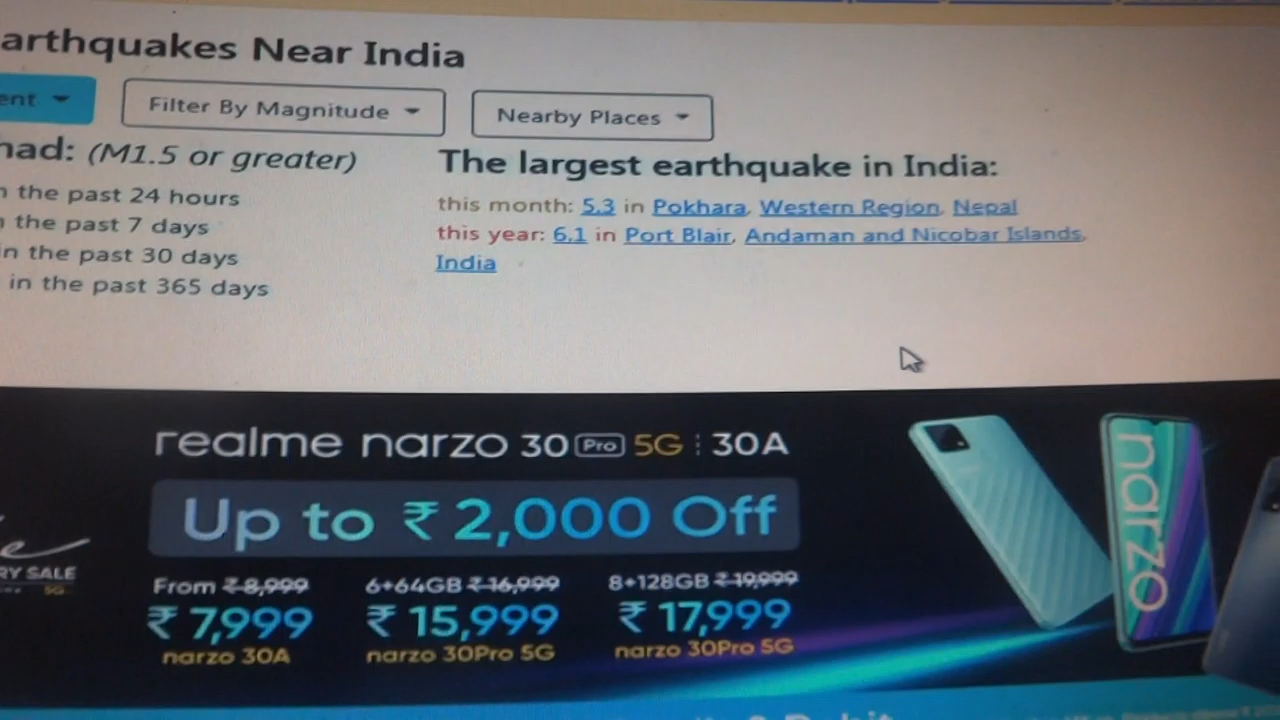 arthquakes Near India
ent
Filter By Magnitude
Nearby Places
had: (M1.5 or greater)
n the past 24 hours
n the past 7 days
in the past 30 days
in the past 365 days
The largest earthquake in India:
this month: 5.3 in Pokhara, Western Region, Nepal
this year: 6.1 in Port Blair, Andaman and Nicobar Islands,
India
realme narzo 30 Pro 5G 30A
Up to ₹ 2,000 Off
RY SALE
From ₹ 8,999
₹ 7,999
narzo 30A
6+64GB ₹ 16,999
₹ 15,999
narzo 30Pro 5G
8+128GB ₹ 19,999
₹ 17,999
narzo 30Pro 5G
narzo